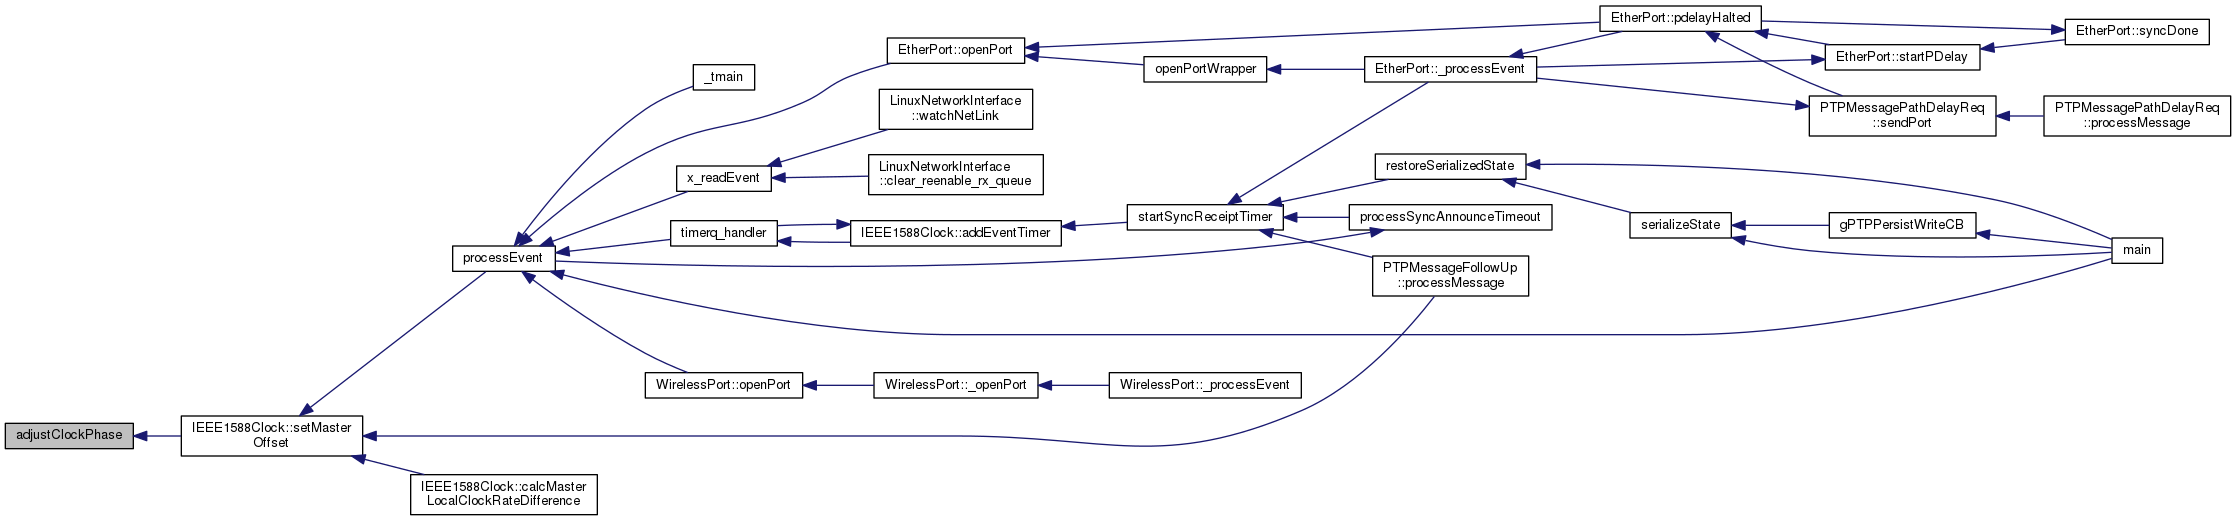 adjustClockPhase
IEEE1588Clock::setMaster
Offset
processEvent
IEEE1588Clock::calcMaster
LocalClockRateDifference
_tmain
EtherPort::openPort
x_readEvent
timerq_handler
WirelessPort::openPort
LinuxNetworkInterface
::watchNetLink
LinuxNetworkInterface
::clear_reenable_rx_queue
IEEE1588Clock::addEventTimer
WirelessPort::_openPort
WirelessPort::_processEvent
openPortWrapper
startSyncReceiptTimer
EtherPort::_processEvent
restoreSerializedState
processSyncAnnounceTimeout
PTPMessageFollowUp
::processMessage
EtherPort::pdelayHalted
EtherPort::startPDelay
EtherPort::syncDone
PTPMessagePathDelayReq
::sendPort
PTPMessagePathDelayReq
::processMessage
serializeState
gPTPPersistWriteCB
main